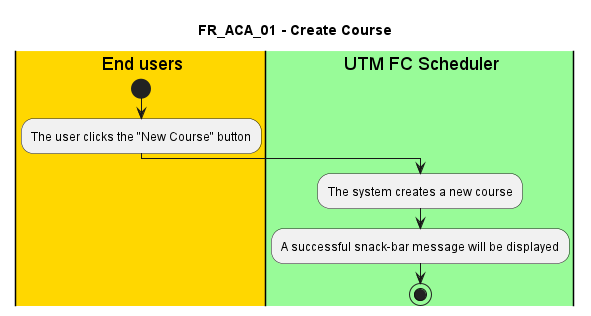 FR_ACA_01 - Create Course
End users
UTM FC Scheduler
The user clicks the "New Course" button
The system creates a new course
A successful snack-bar message will be displayed